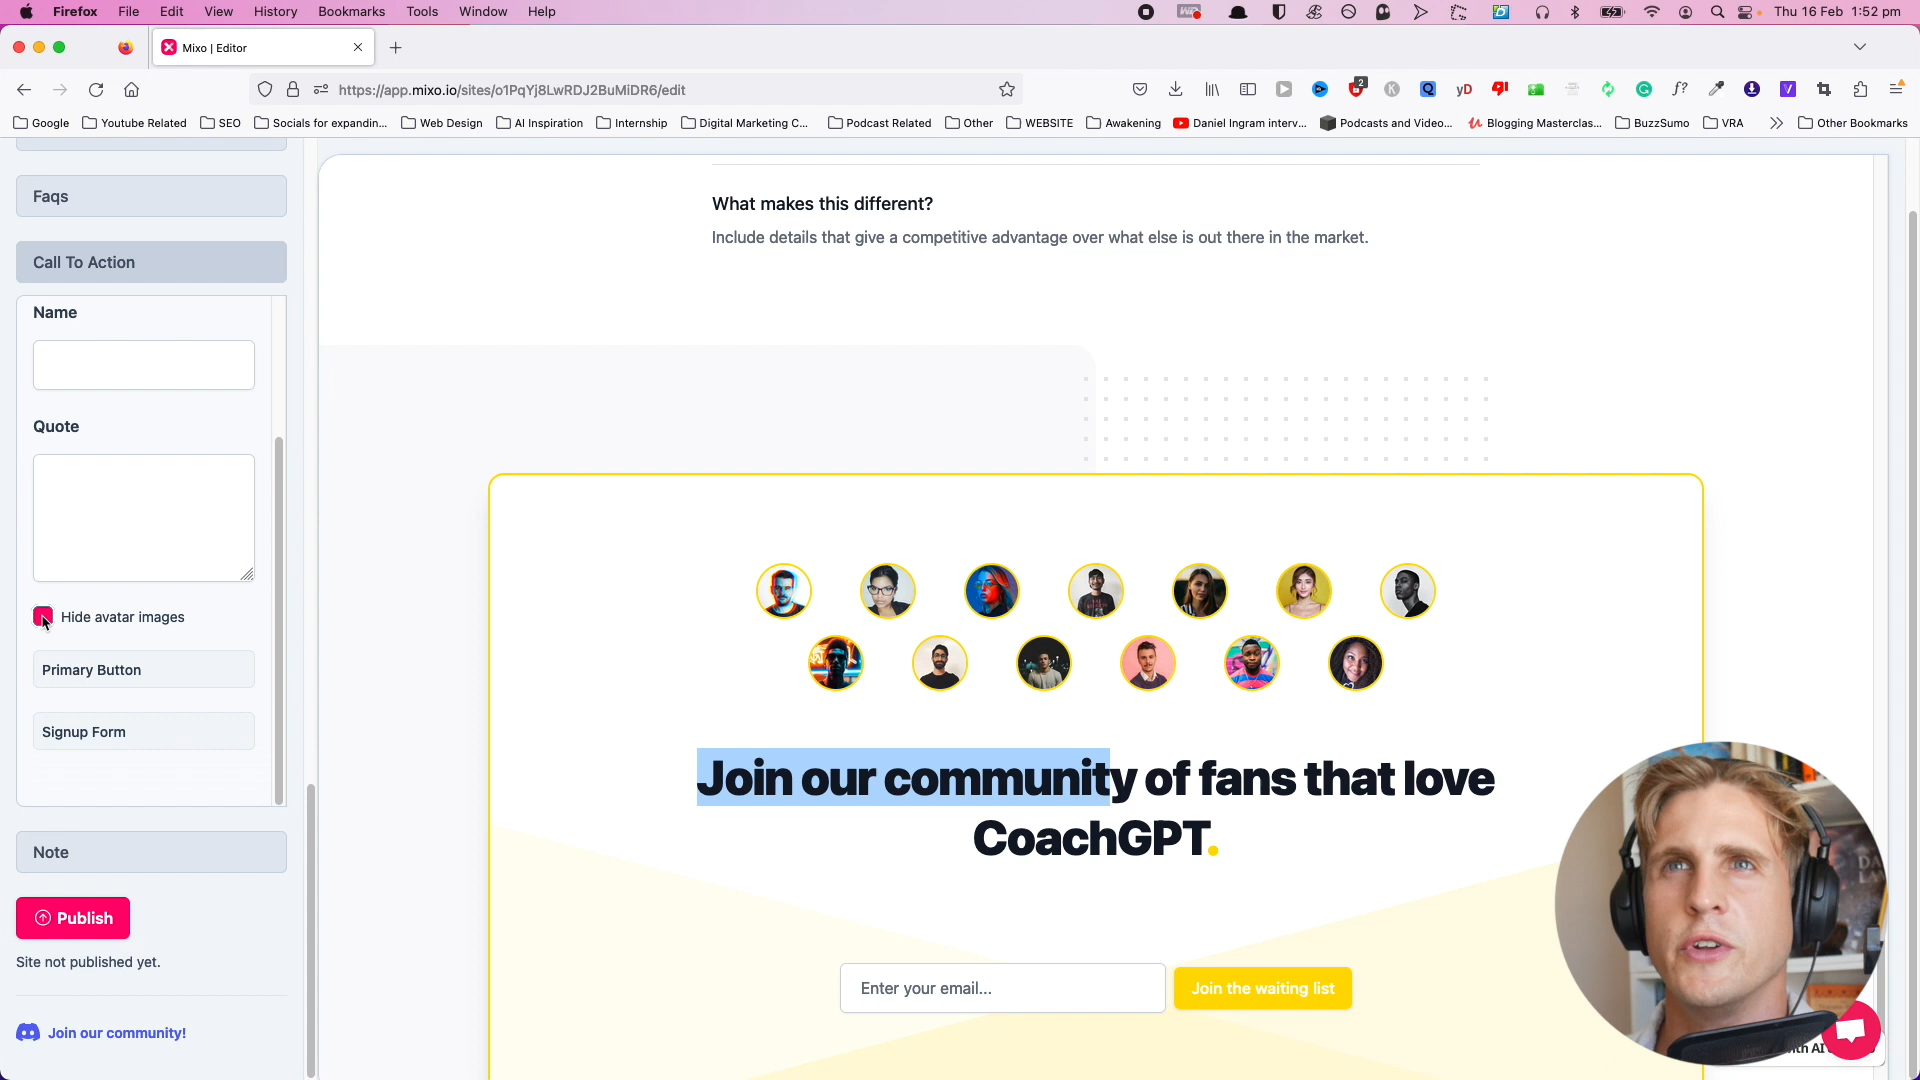 Firefox File Edit View History Bookmarks Tools Window Help Thu 16 Feb 1:52 pm
Mixo | Editor
https://app.mixo.io/sites/o1PqYj8LwRDJ2BuMiDR6/edit
2
yD
f?
Google Youtube Related SEO Socials for expandin... Web Design AI Inspiration Internship Digital Marketing C... Podcast Related Other WEBSITE Awakening Daniel Ingram interv... Podcasts and Video... Blogging Masterclas... BuzzSumo VRA Other Bookmarks
Faqs
Call To Action
Name
Quote
Hide avatar images
Primary Button
Signup Form
Note
Publish
Site not published yet.
Join our community!
What makes this different?
Include details that give a competitive advantage over what else is out there in the market.
Join our community of fans that love
CoachGPT.
Enter your email...
Join the waiting list